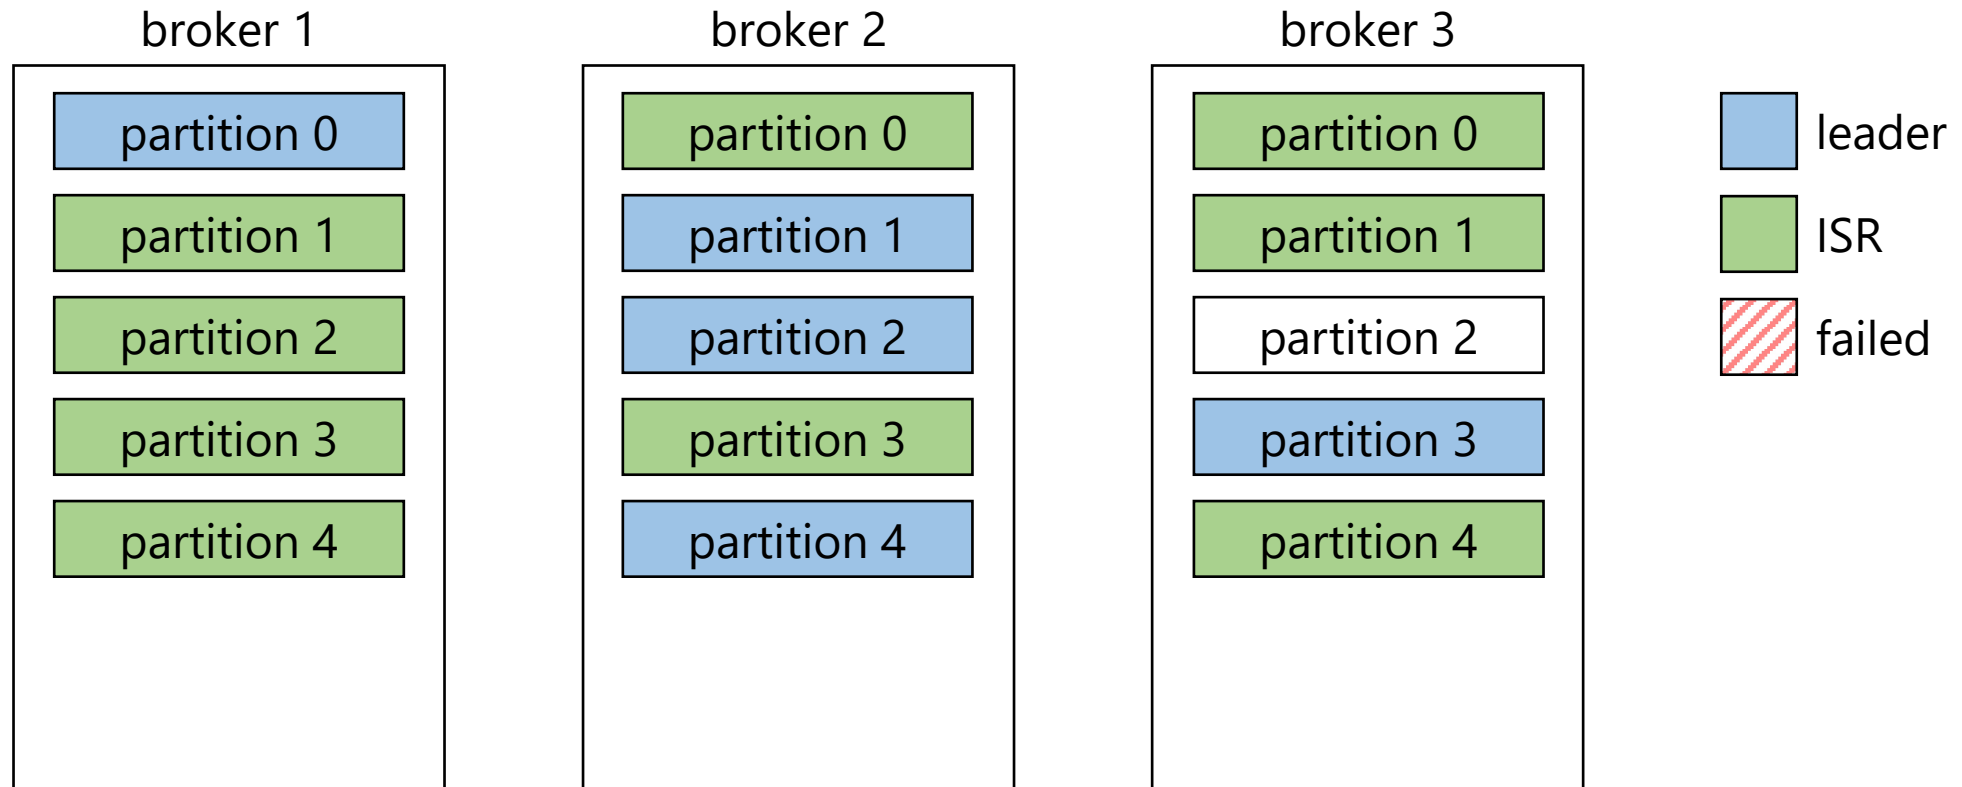 broker 1
partition 0
partition 1
partition 2
partition 3
partition 4
broker 2
partition 0
partition 1
partition 2
partition 3
partition 4
broker 3
partition 0
partition 1
partition 2
partition 3
partition 4
leader
ISR
failed